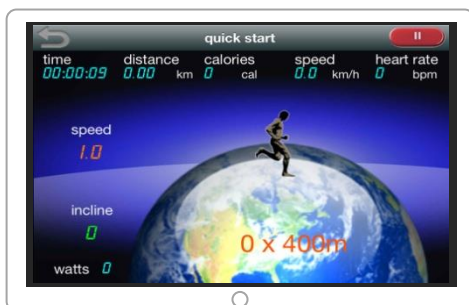 quick start
time distance calories speed heart rate
00:00:09 0.00 km 0 cal 0.0 km/h 0 bpm
speed
1.0
incline
0
0 x 400m
watts 0